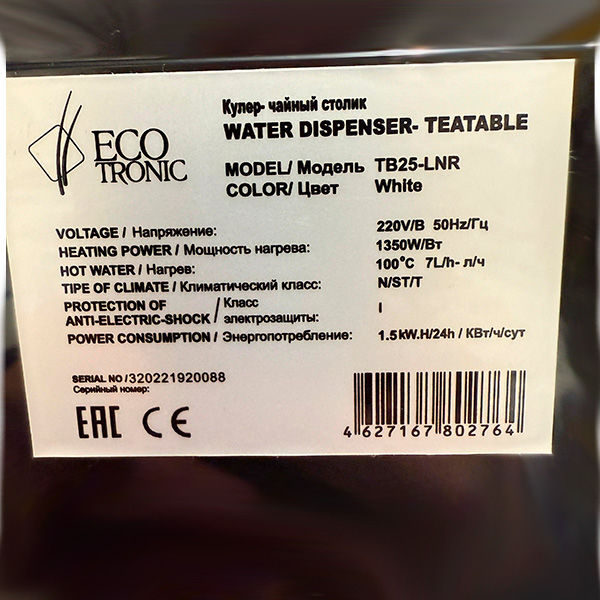 ECO
TRONIC
Кулер- чайный столик
WATER DISPENSER- TEATABLE
MODEL/ Модель TB25-LNR
COLOR/ Цвет White
VOLTAGE / Напряжение: 220V/В 50Hz/Гц
HEATING POWER / Мощность нагрева: 1350W/Вт
HOT WATER / Нагрев: 100°C 7L/h- л/ч
TIPE OF CLIMATE / Климатический класс: N/ST/T
PROTECTION OF ANTI-ELECTRIC-SHOCK / Класс электрозащиты: I
POWER CONSUMPTION / Энергопотребление: 1.5kW.H/24h / КВт/ч/сут
SERIAL NO /320221920088
Серийный номер:
EAC CE
4 627167 802764